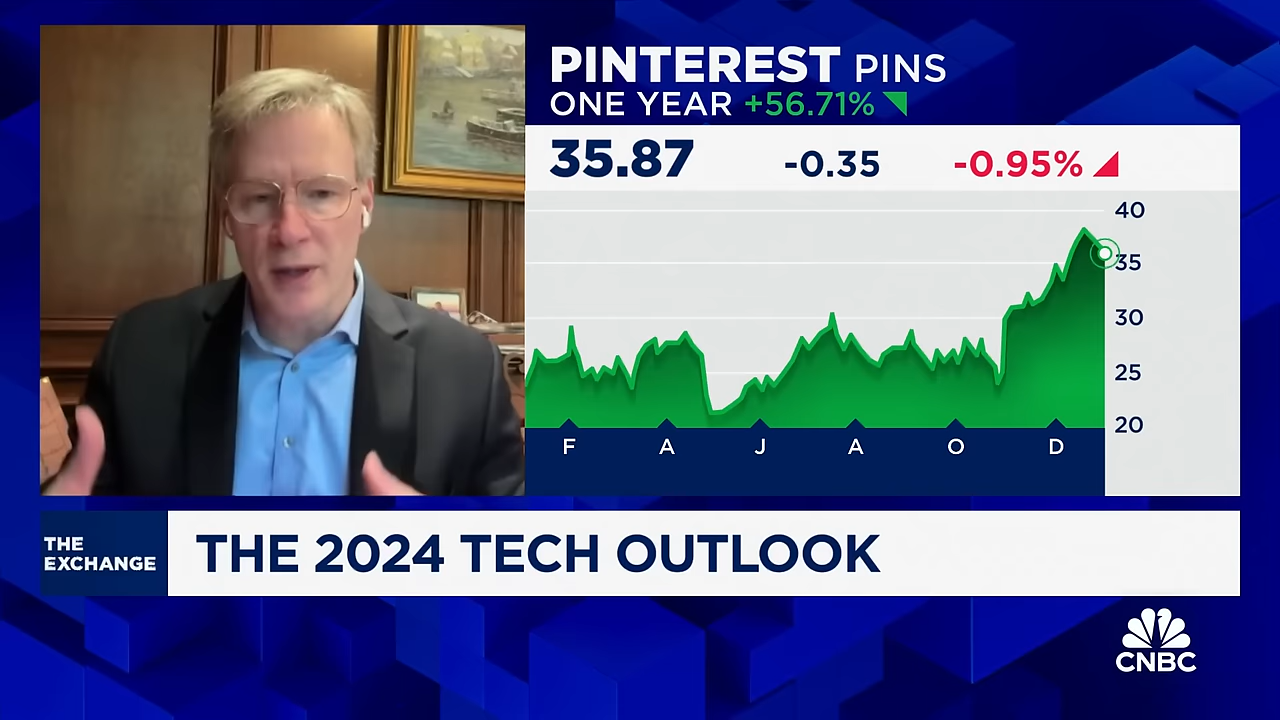 PINTEREST PINS
ONE YEAR +56.71%
35.87 -0.35 -0.95%
40
35
30
25
20
F A J A O D
THE EXCHANGE
THE 2024 TECH OUTLOOK
CNBC